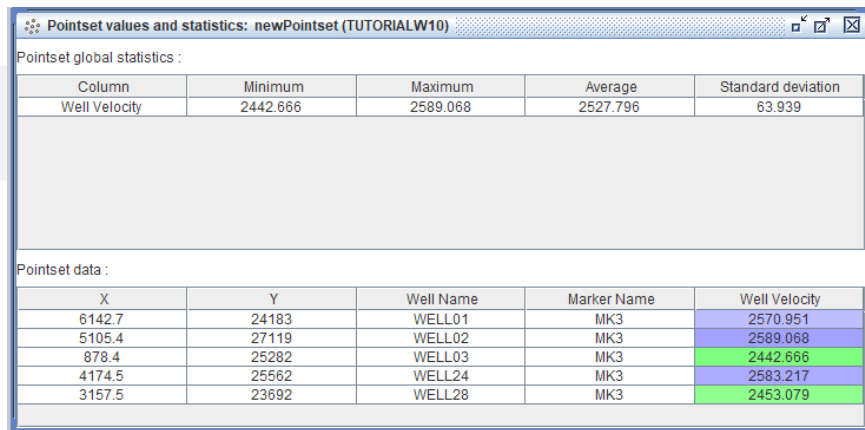 Pointset values and statistics: newPointset (TUTORIALW10)
Pointset global statistics :
Column Minimum Maximum Average Standard deviation
Well Velocity 2442.666 2589.068 2527.796 63.939
Pointset data :
X Y Well Name Marker Name Well Velocity
6142.7 24183 WELL01 MK3 2570.951
5105.4 27119 WELL02 MK3 2589.068
878.4 25282 WELL03 MK3 2442.666
4174.5 25562 WELL24 MK3 2583.217
3157.5 23692 WELL28 MK3 2453.079